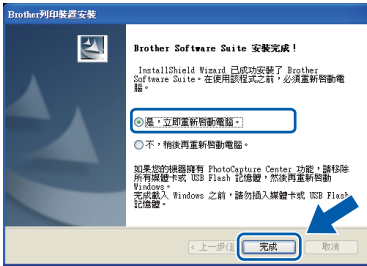 Brother列印裝置安裝
Brother Software Suite 安裝完成！
InstallShield Wizard 已成功安裝了 Brother
Software Suite。在使用該程式之前，必須重新啓動電
腦。
是，立即重新啓動電腦。
不，稍後再重新啓動電腦。
如果您的機器擁有 PhotoCapture Center 功能，請移除
所有媒體卡或 USB Flash 記憶體，然後再重新啓動
Windows。
完成載入 Windows 之前，請勿插入媒體卡或 USB Flash
記憶體。
< 上一步(B
完成
取消